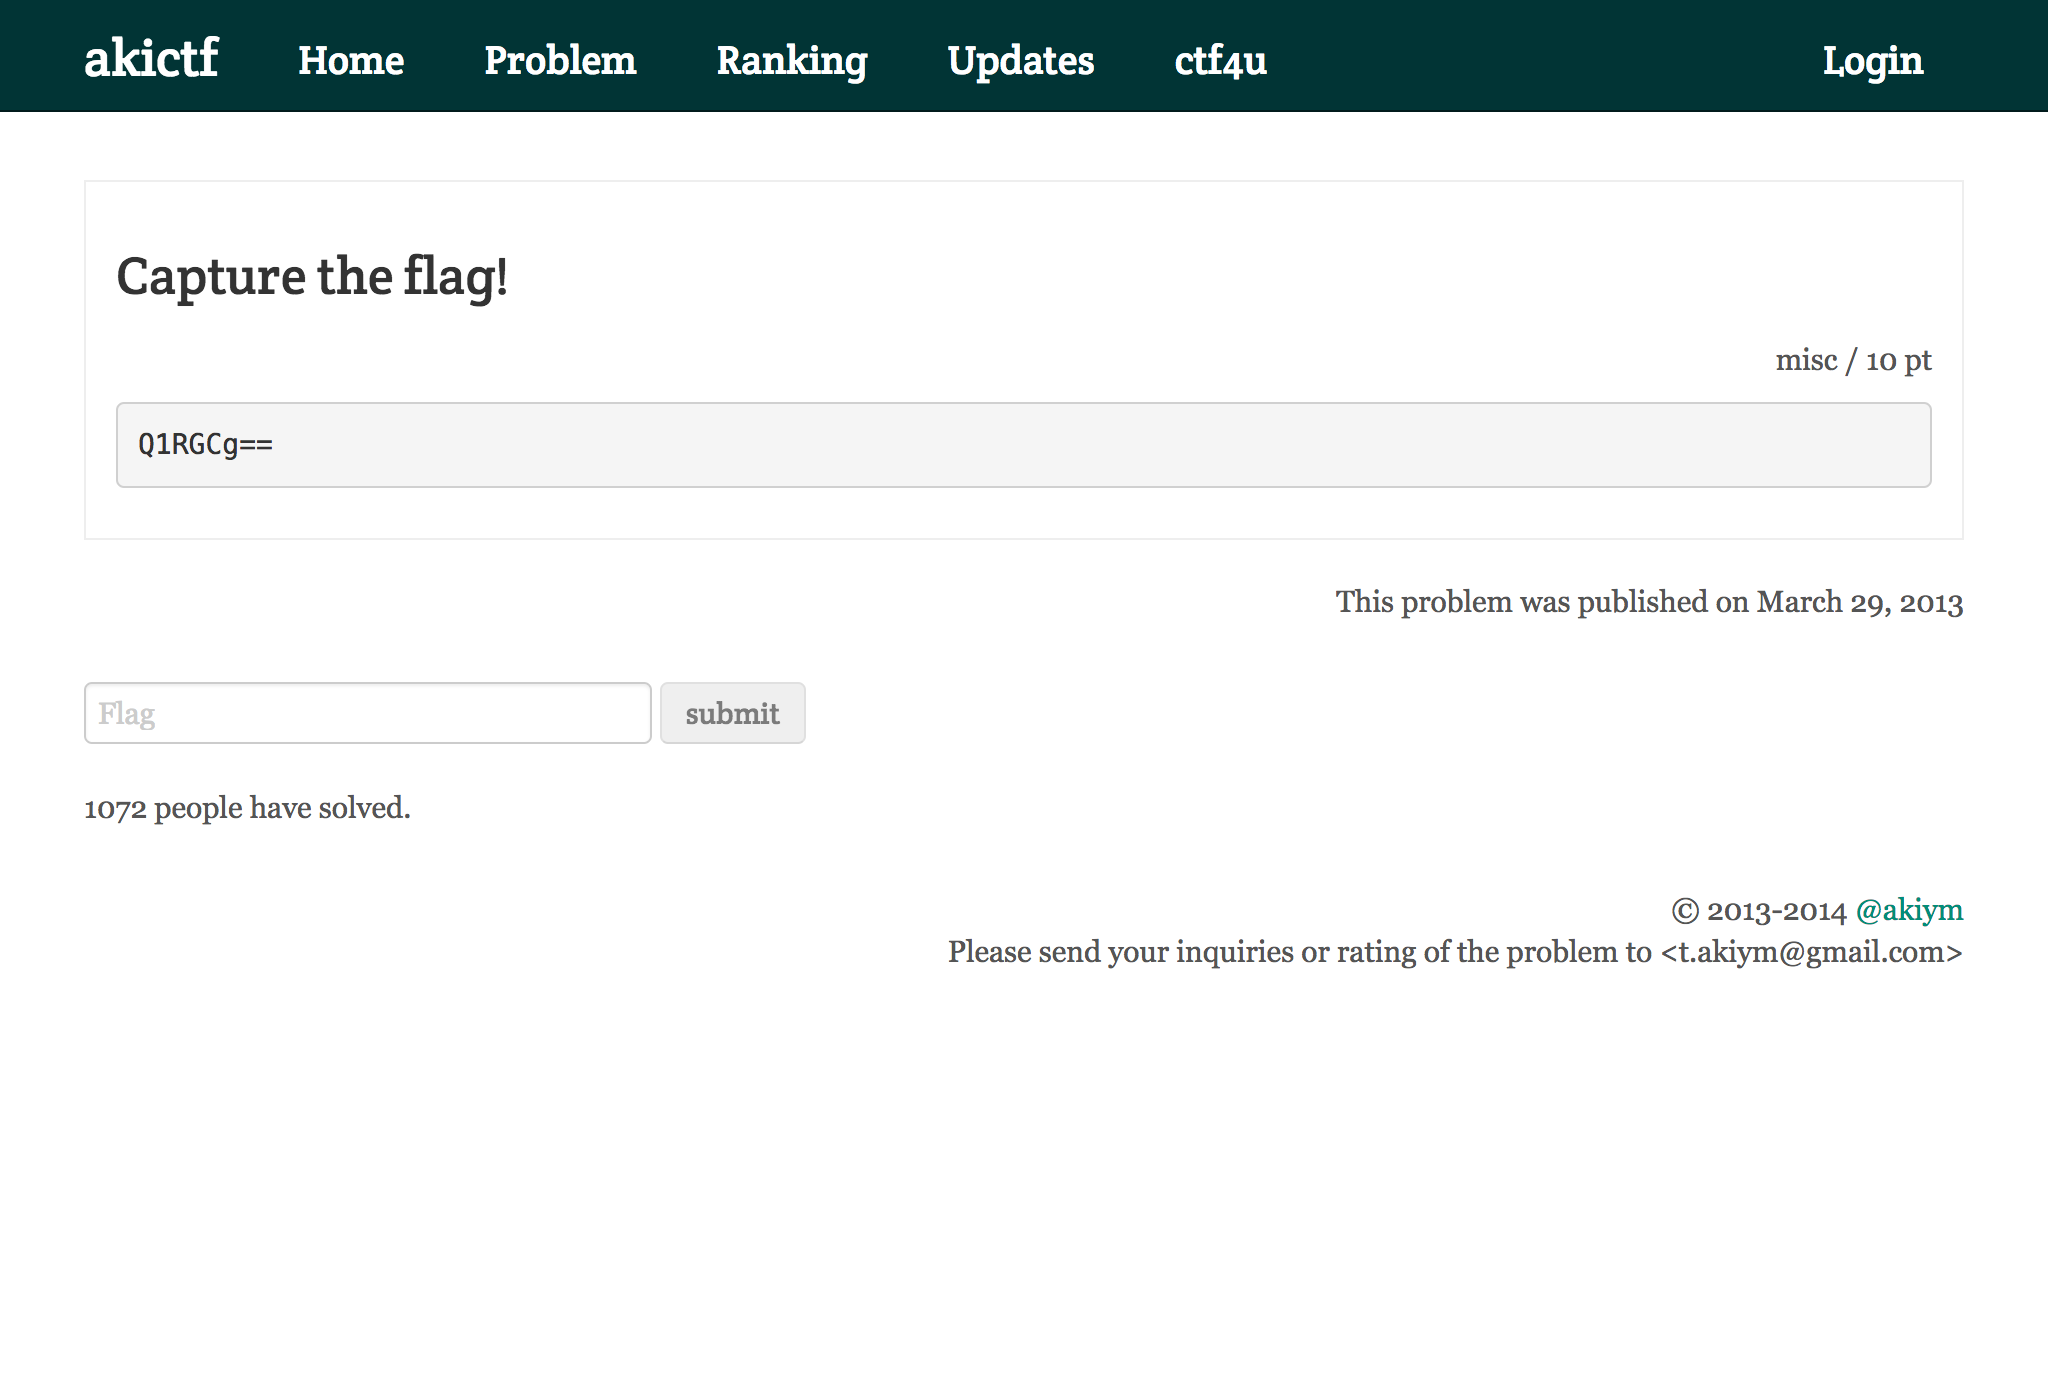 akictf Home Problem Ranking Updates ctf4u Login
Capture the flag!
misc / 10 pt
Q1RGCg==
This problem was published on March 29, 2013
Flag submit
1072 people have solved.
© 2013-2014 @akiym
Please send your inquiries or rating of the problem to <t.akiym@gmail.com>